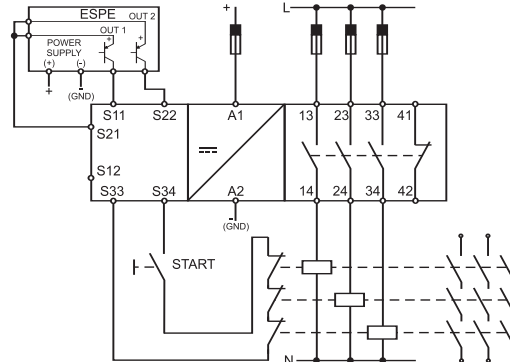 OUT 2
ESPE
OUT 1
POWER
SUPPLY
(+) (-)
+ -
(GND)
+
L
S11 S22 A1 13 23 33 41
S21
S12
S33 S34 A2 14 24 34 42
-
(GND)
START
N